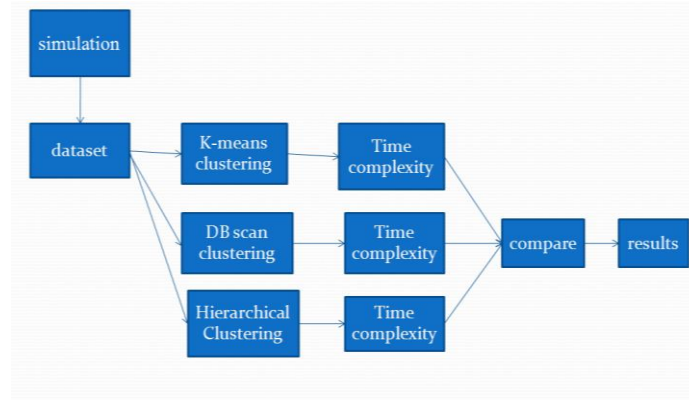 simulation
dataset
K-means
clustering
Time
complexity
DB scan
clustering
Time
complexity
compare
results
Hierarchical
Clustering
Time
complexity